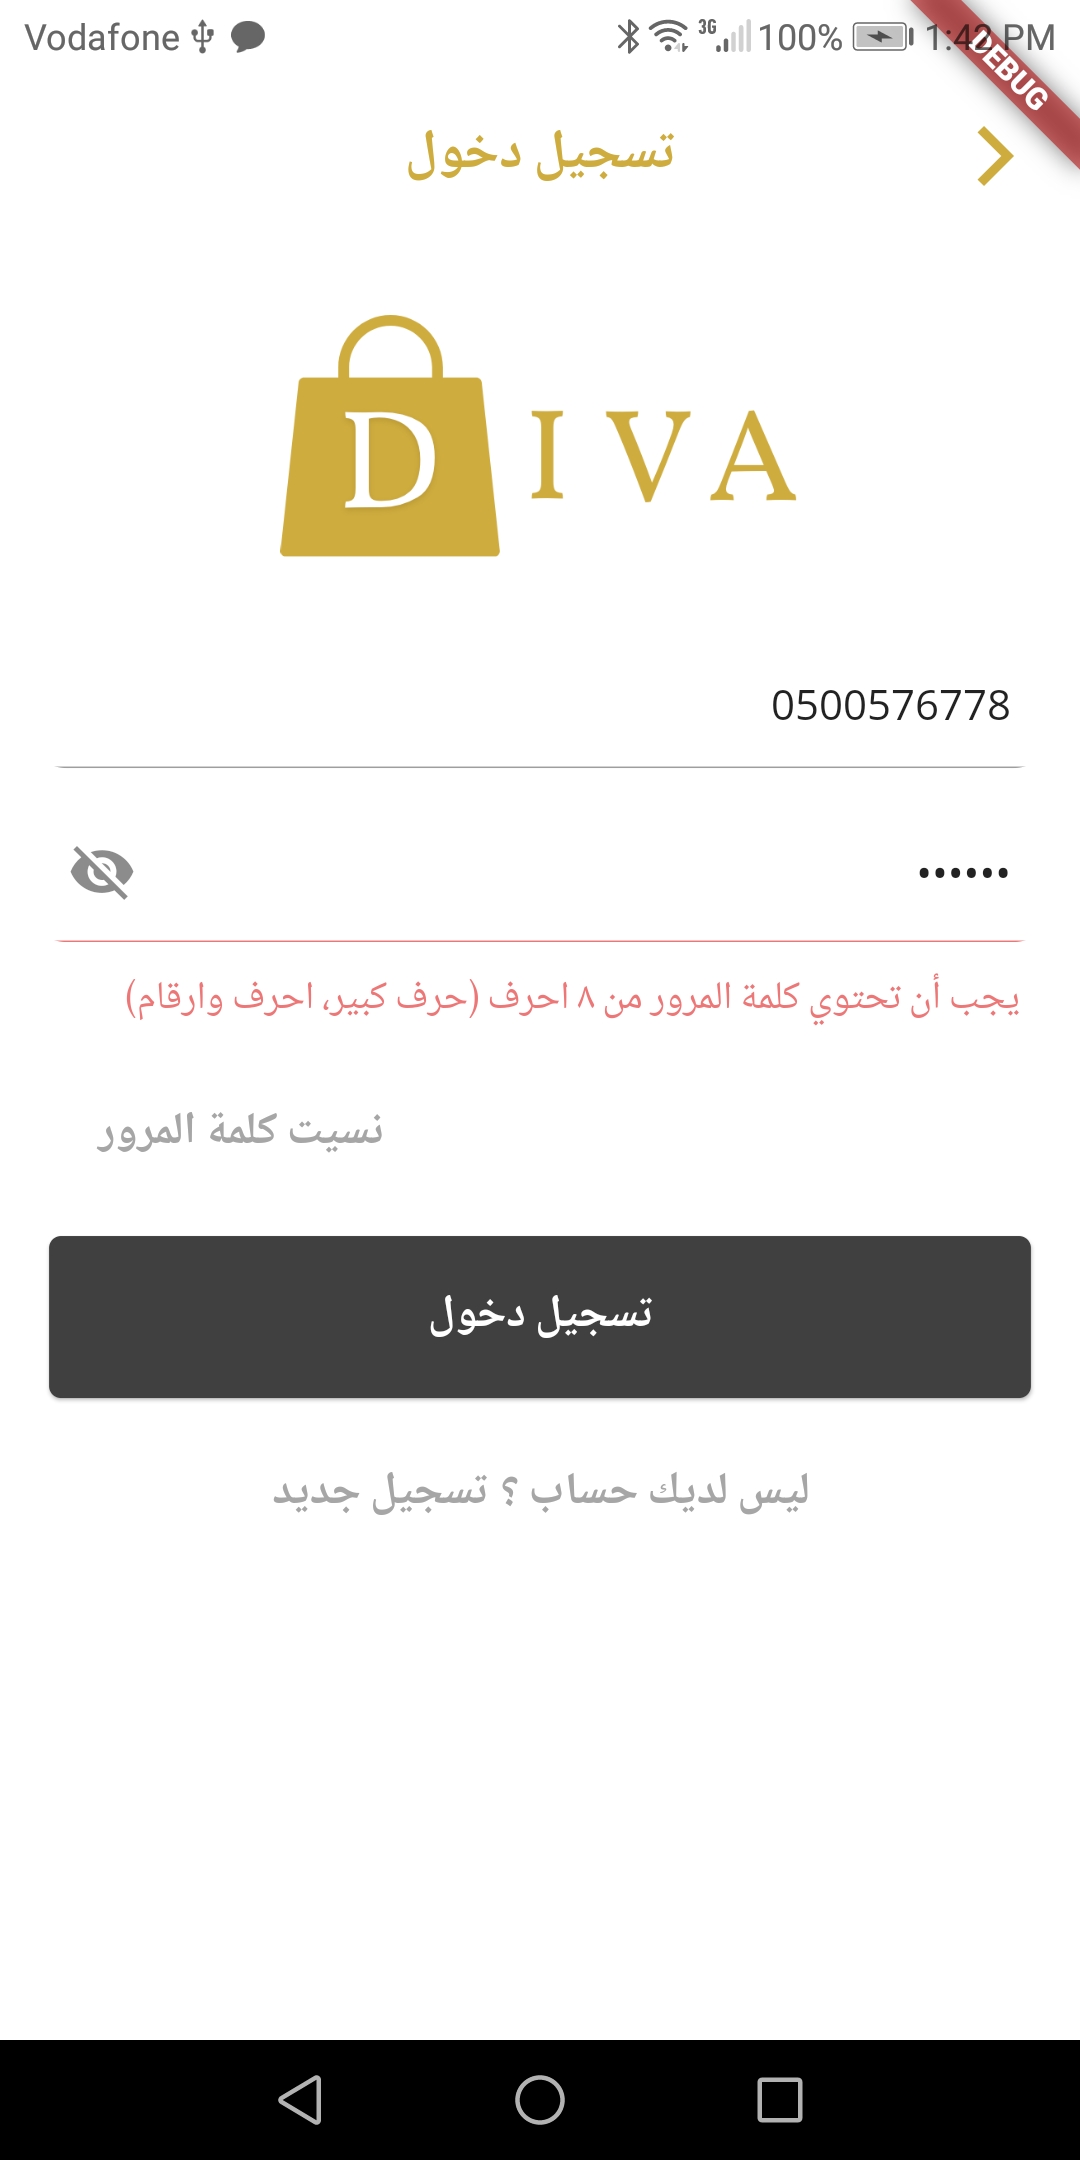 Vodafone 3G 100% 1:42 PM
DEBUG
تسجيل دخول
DIVA
0500576778
••••••
يجب أن تحتوي كلمة المرور من ٨ احرف (حرف كبير، احرف وارقام)
نسيت كلمة المرور
تسجيل دخول
ليس لديك حساب ؟ تسجيل جديد